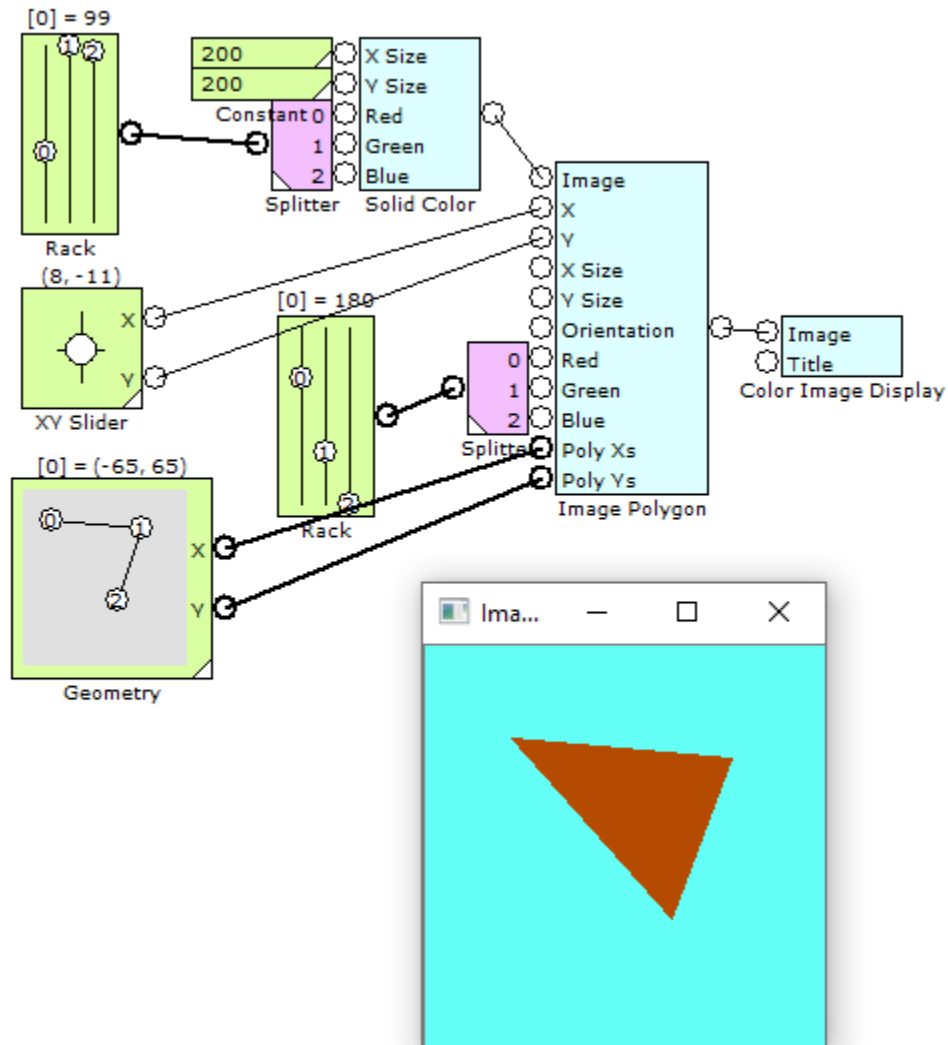 [0] = 99
0
1
2
Rack
200
200
Constant
0
1
2
Splitter
X Size
Y Size
Red
Green
Blue
Solid Color
(8, -11)
X
Y
XY Slider
[0] = 180
0
1
2
Rack
0
1
2
Splitte
Image
X
Y
X Size
Y Size
Orientation
Red
Green
Blue
Poly Xs
Poly Ys
Image Polygon
Image
Title
Color Image Display
[0] = (-65, 65)
0
1
2
X
Y
Geometry
Ima...